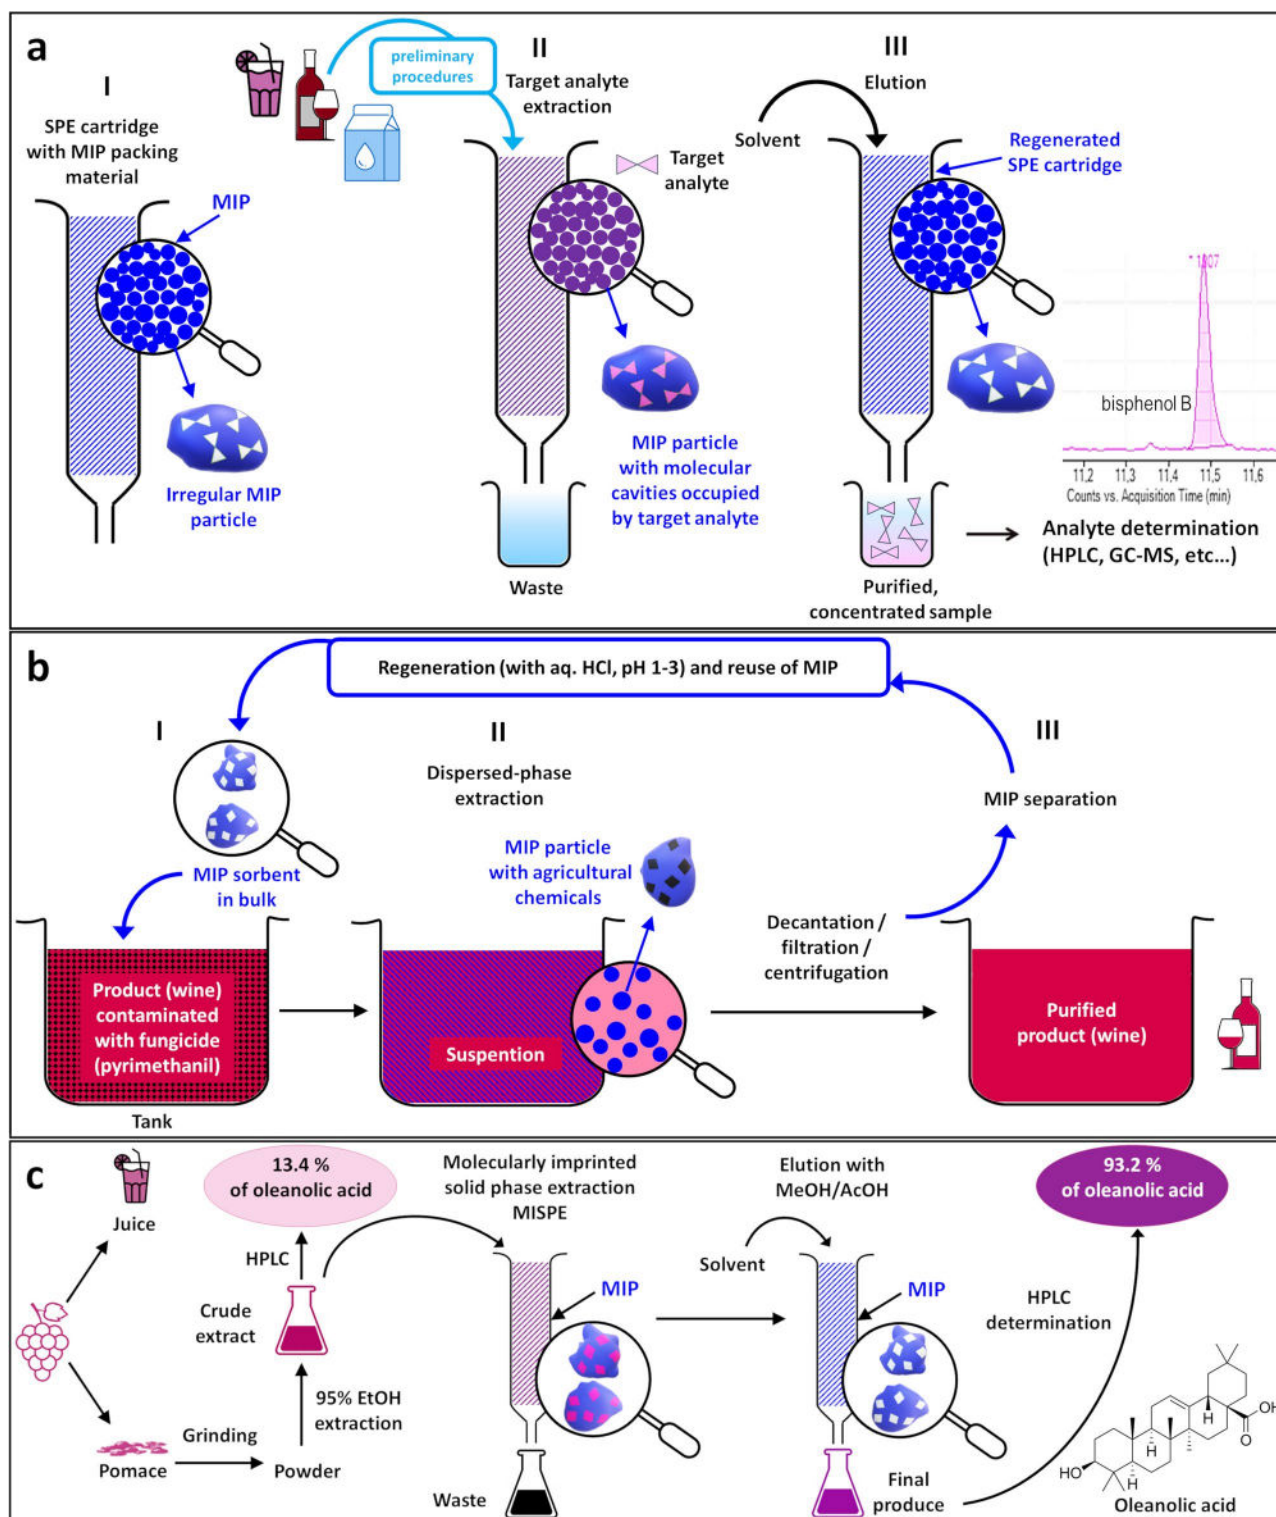 a
I
SPE cartridge
with MIP packing
material
MIP
Irregular MIP
particle
preliminary
procedures
II
Target analyte
extraction
Target
analyte
MIP particle
with molecular
cavities occupied
by target analyte
Waste
III
Elution
Solvent
Regenerated
SPE cartridge
Purified,
concentrated sample
bisphenol B
11,2 11,3 11,4 11,5 11,6
Counts vs. Acquisition Time (min)
Analyte determination
(HPLC, GC-MS, etc...)
b
Regeneration (with aq. HCl, pH 1-3) and reuse of MIP
I
MIP sorbent
in bulk
Product (wine)
contaminated
with fungicide
(pyrimethanil)
Tank
II
Dispersed-phase
extraction
MIP particle
with agricultural
chemicals
Suspention
Decantation /
filtration /
centrifugation
III
MIP separation
Purified
product (wine)
c
Juice
Pomace
Grinding
Powder
95% EtOH
extraction
Crude
extract
HPLC
13.4 %
of oleanolic acid
Molecularly imprinted
solid phase extraction
MISPE
MIP
Waste
Solvent
Elution with
MeOH/AcOH
MIP
Final
produce
HPLC
determination
93.2 %
of oleanolic acid
H
H
H
HO
O
OH
Oleanolic acid